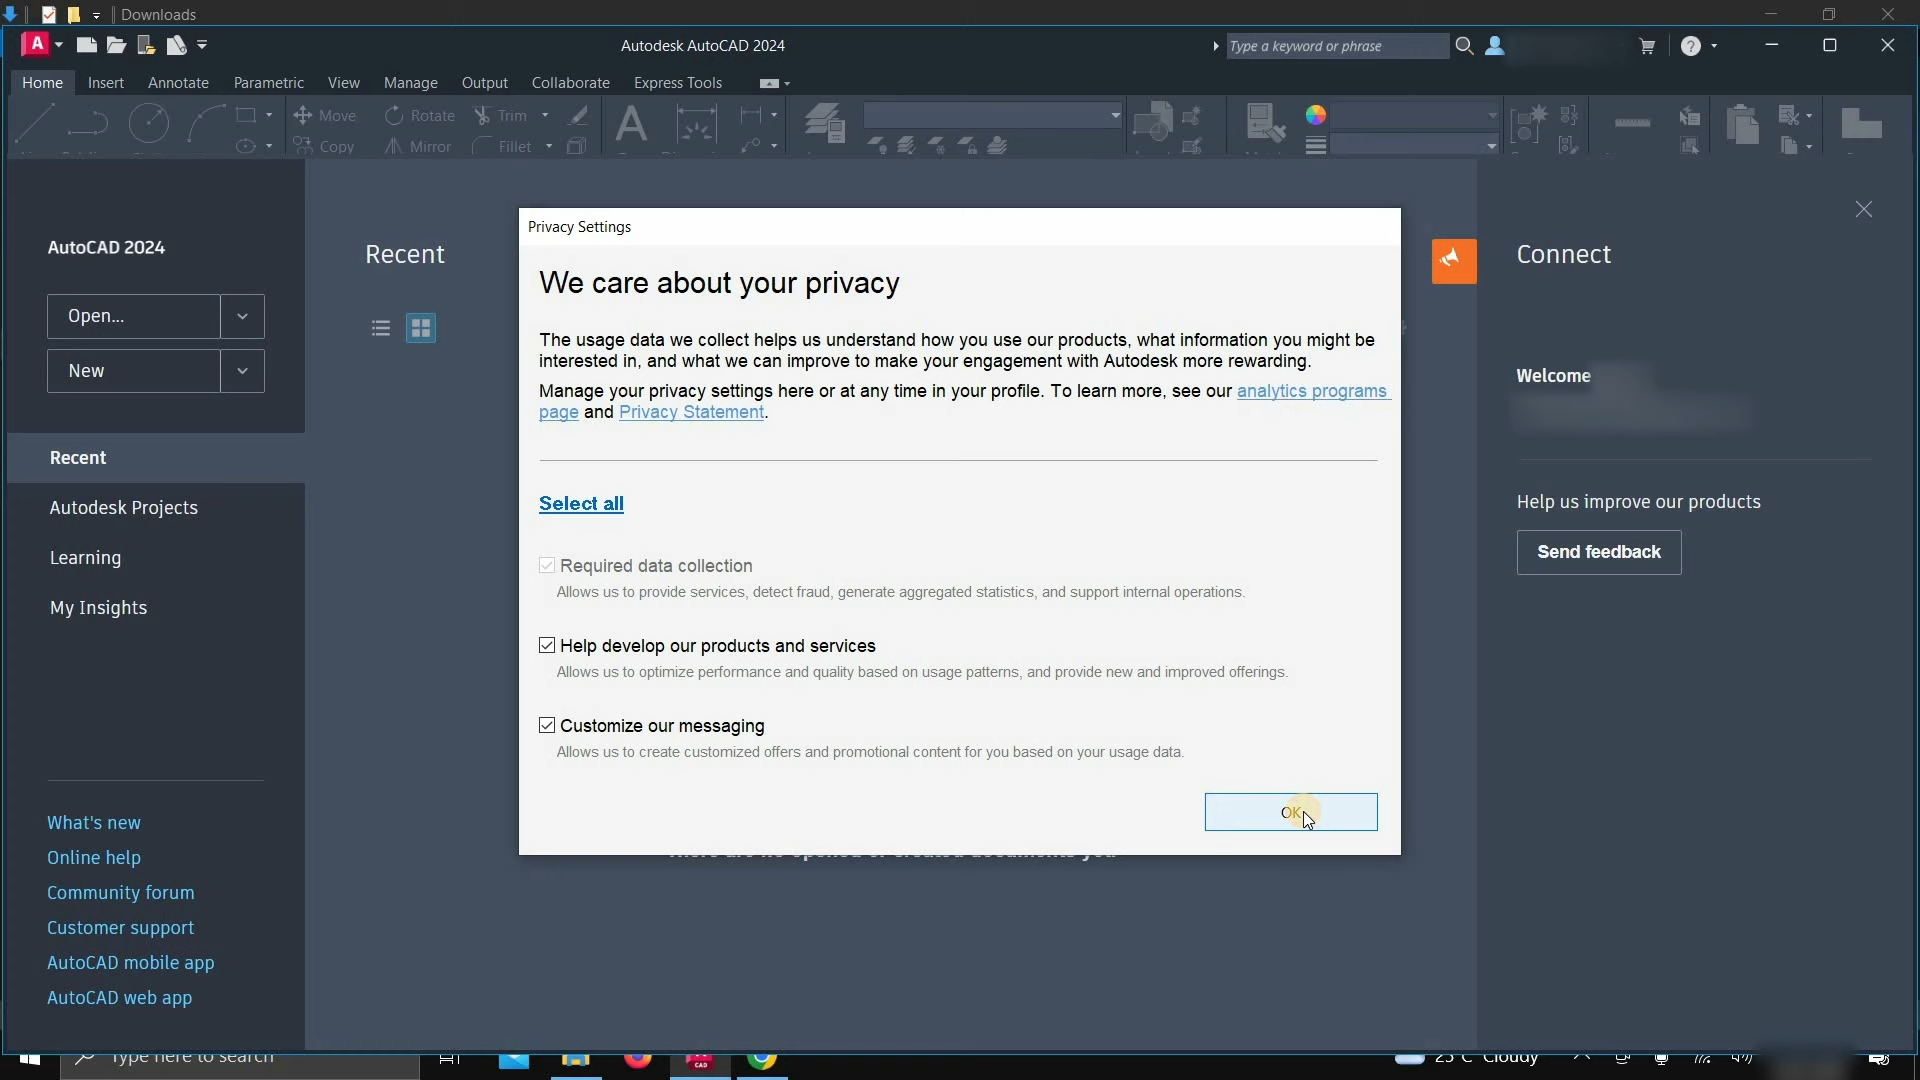 Downloads
A
Autodesk AutoCAD 2024
Type a keyword or phrase
?
Home Insert Annotate Parametric View Manage Output Collaborate Express Tools
Move Rotate Trim
Copy Mirror Fillet
A
AutoCAD 2024
Open...
New
Recent
Autodesk Projects
Learning
My Insights
What's new
Online help
Community forum
Customer support
AutoCAD mobile app
AutoCAD web app
Recent
Privacy Settings
We care about your privacy
The usage data we collect helps us understand how you use our products, what information you might be
interested in, and what we can improve to make your engagement with Autodesk more rewarding.
Manage your privacy settings here or at any time in your profile. To learn more, see our analytics programs
page and Privacy Statement.
Select all
Required data collection
Allows us to provide services, detect fraud, generate aggregated statistics, and support internal operations.
Help develop our products and services
Allows us to optimize performance and quality based on usage patterns, and provide new and improved offerings.
Customize our messaging
Allows us to create customized offers and promotional content for you based on your usage data.
OK
Connect
Welcome
Help us improve our products
Send feedback
Type here to search
CAD
25°C Cloudy